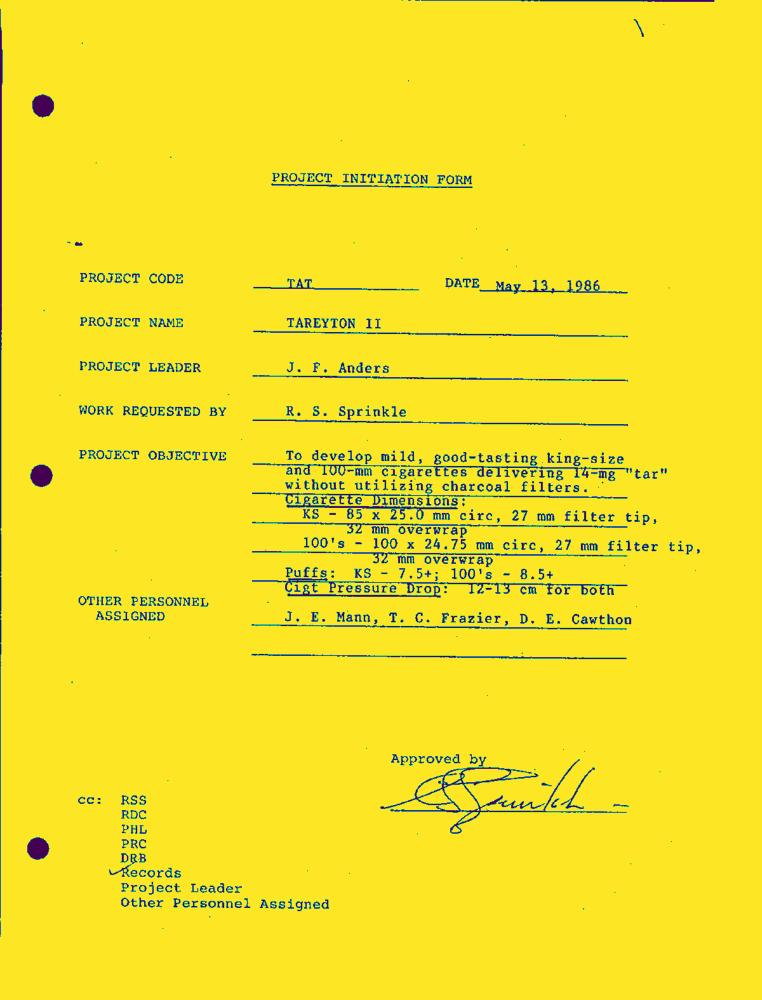 PROJECT INITIATION FORM
PROJECT CODE TAT DATE May 13, 1986
PROJECT NAME TAREYTON II
PROJECT LEADER J. F. Anders
WORK REQUESTED BY R. S. Sprinkle
PROJECT OBJECTIVE To develop mild, good-tasting king-size
and 100-mm cigarettes delivering 14-mg "tar"
without utilizing charcoal filters.
Cigarette Dimensions:
KS - 85 x 25.0 mm circ, 27 mm filter tip,
32 mm overwrap
100's - 100 x 24.75 mm circ, 27 mm filter tip,
32 mm overwrap
Puffs: KS - 7.5+; 100's - 8.5+
Cigt Pressure Drop: 12-13 cm for both
OTHER PERSONNEL
ASSIGNED J. E. Mann, T. C. Frazier, D. E. Cawthon
Approved by
cc: RSS
RDC
PHL
PRC
DRB
Records
Project Leader
Other Personnel Assigned